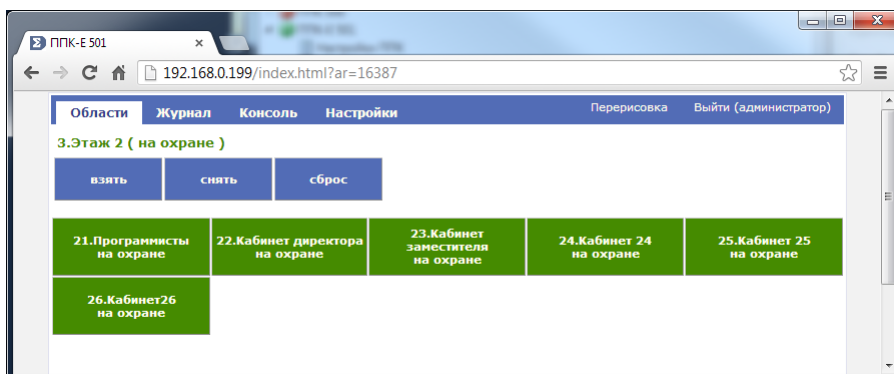 ППК-Е 501
192.168.0.199/index.html?ar=16387
Области Журнал Консоль Настройки Перерисовка Выйти (администратор)
3.Этаж 2 ( на охране )
взять снять сброс
21.Программисты
на охране
22.Кабинет директора
на охране
23.Кабинет
заместителя
на охране
24.Кабинет 24
на охране
25.Кабинет 25
на охране
26.Кабинет26
на охране